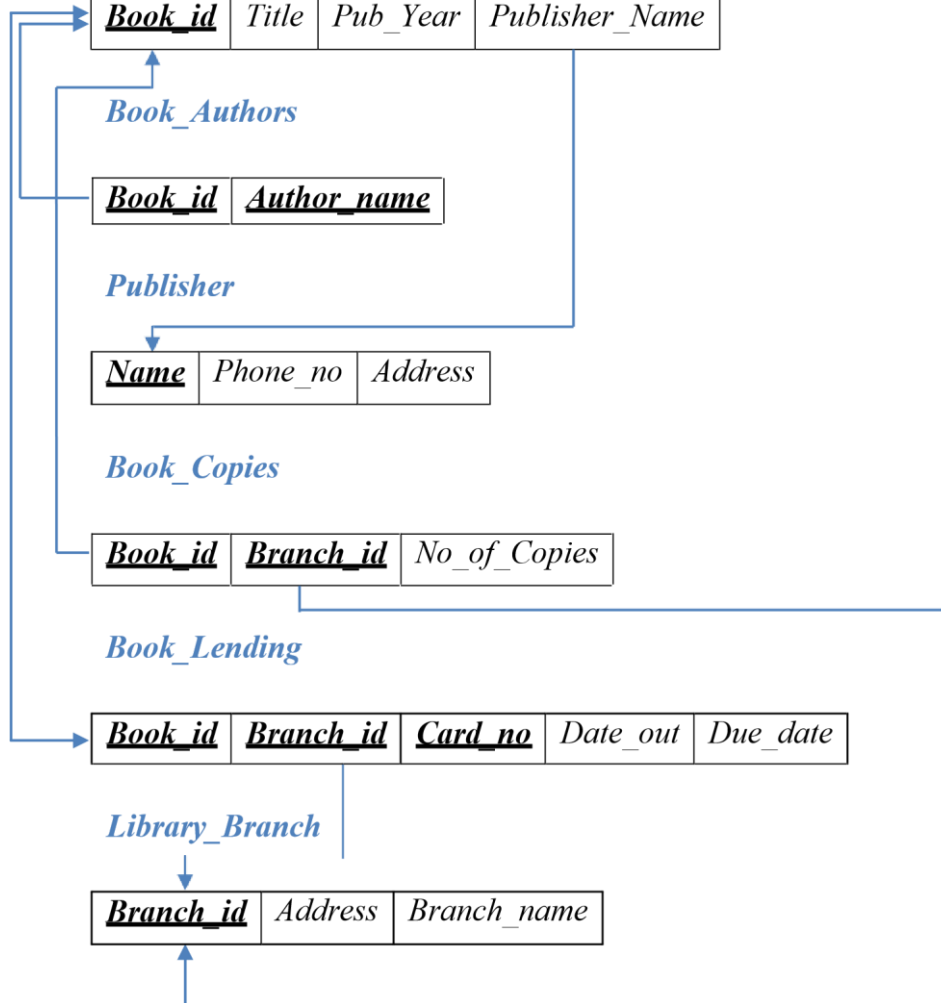 Book_id Title Pub_Year Publisher_Name
Book_Authors
Book_id Author_name
Publisher
Name Phone_no Address
Book_Copies
Book_id Branch_id No_of_Copies
Book_Lending
Book_id Branch_id Card_no Date_out Due_date
Library_Branch
Branch_id Address Branch_name